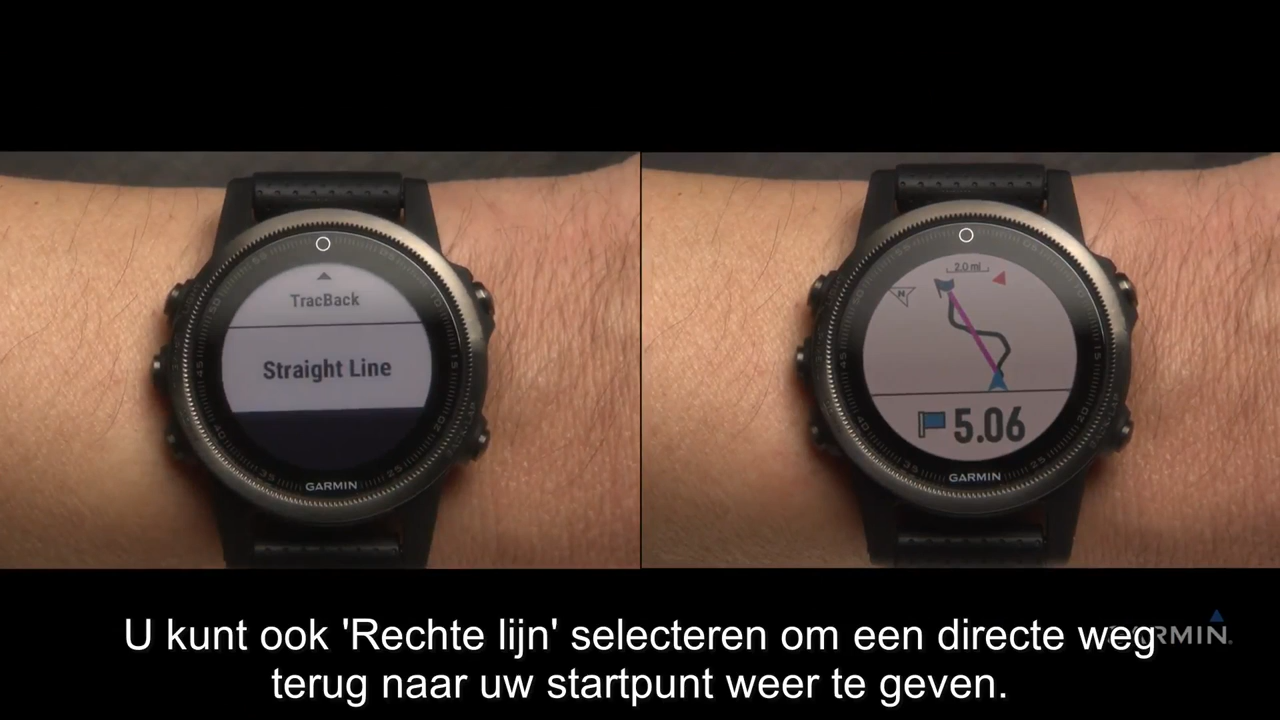 TracBack
Straight Line
GARMIN
2.0 mi
N
5.06
GARMIN
GARMIN
U kunt ook 'Rechte lijn' selecteren om een directe weg
terug naar uw startpunt weer te geven.